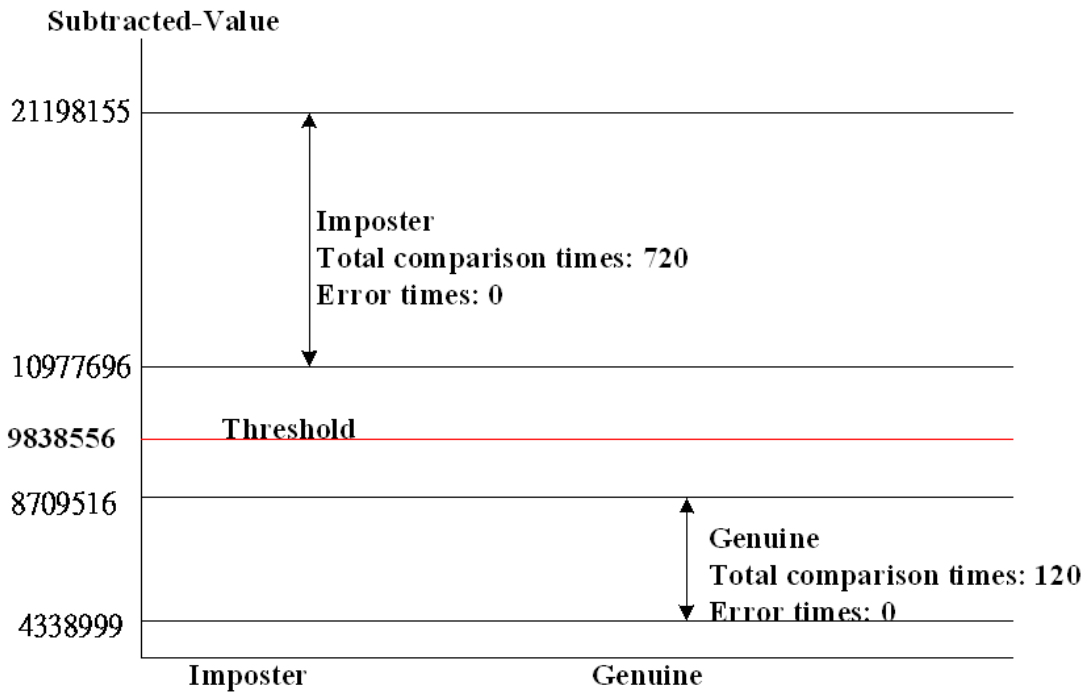 Subtracted-Value
21198155
Imposter
Total comparison times: 720
Error times: 0
10977696
Threshold
9838556
8709516
Genuine
Total comparison times: 120
Error times: 0
4338999
Imposter
Genuine